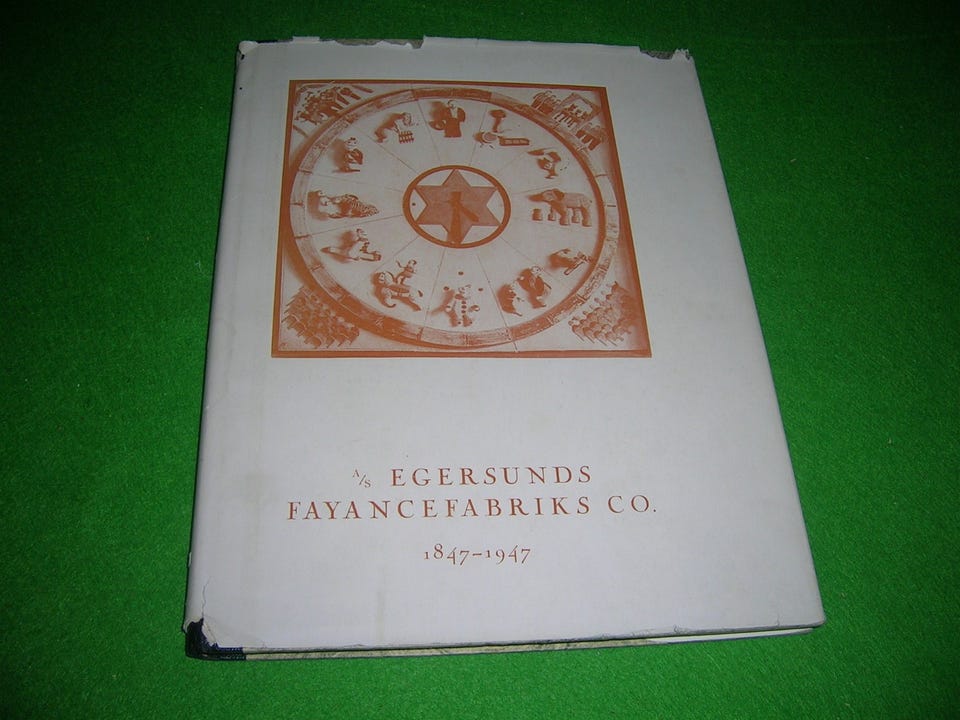 A/S EGERSUNDS
FAYANCEFABRIKS CO.
1847-1947